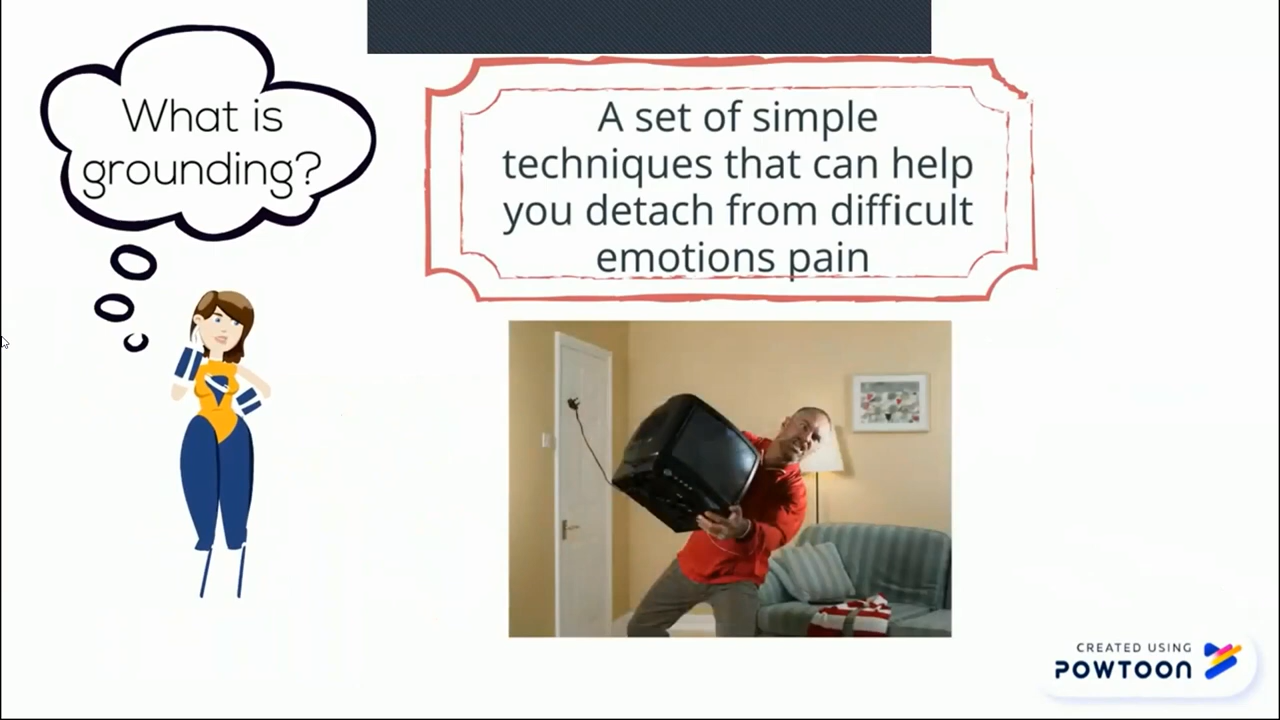 What is
grounding?
A set of simple
techniques that can help
you detach from difficult
emotions pain
CREATED USING
POWTOON